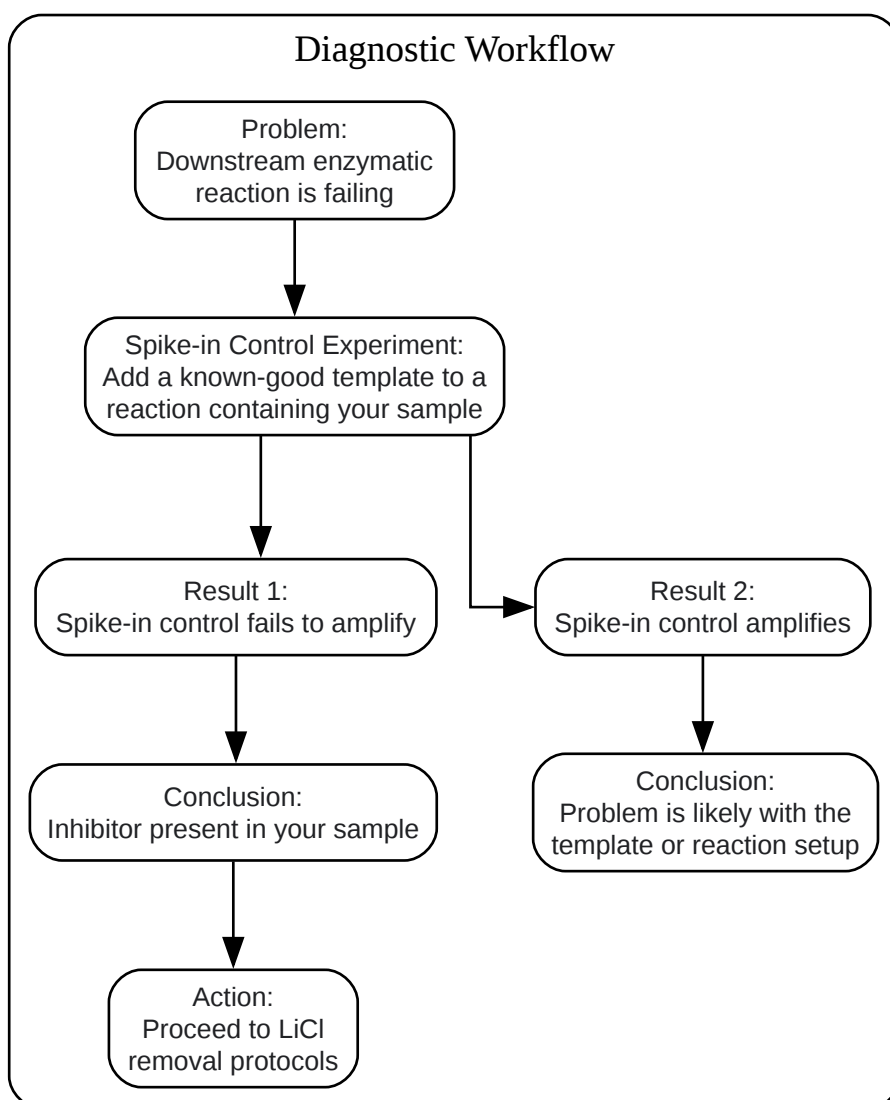 Diagnostic Workflow
Problem:
Downstream enzymatic
reaction is failing
Spike-in Control Experiment:
Add a known-good template to a
reaction containing your sample
Result 1:
Spike-in control fails to amplify
Result 2:
Spike-in control amplifies
Conclusion:
Inhibitor present in your sample
Conclusion:
Problem is likely with the
template or reaction setup
Action:
Proceed to LiCl
removal protocols